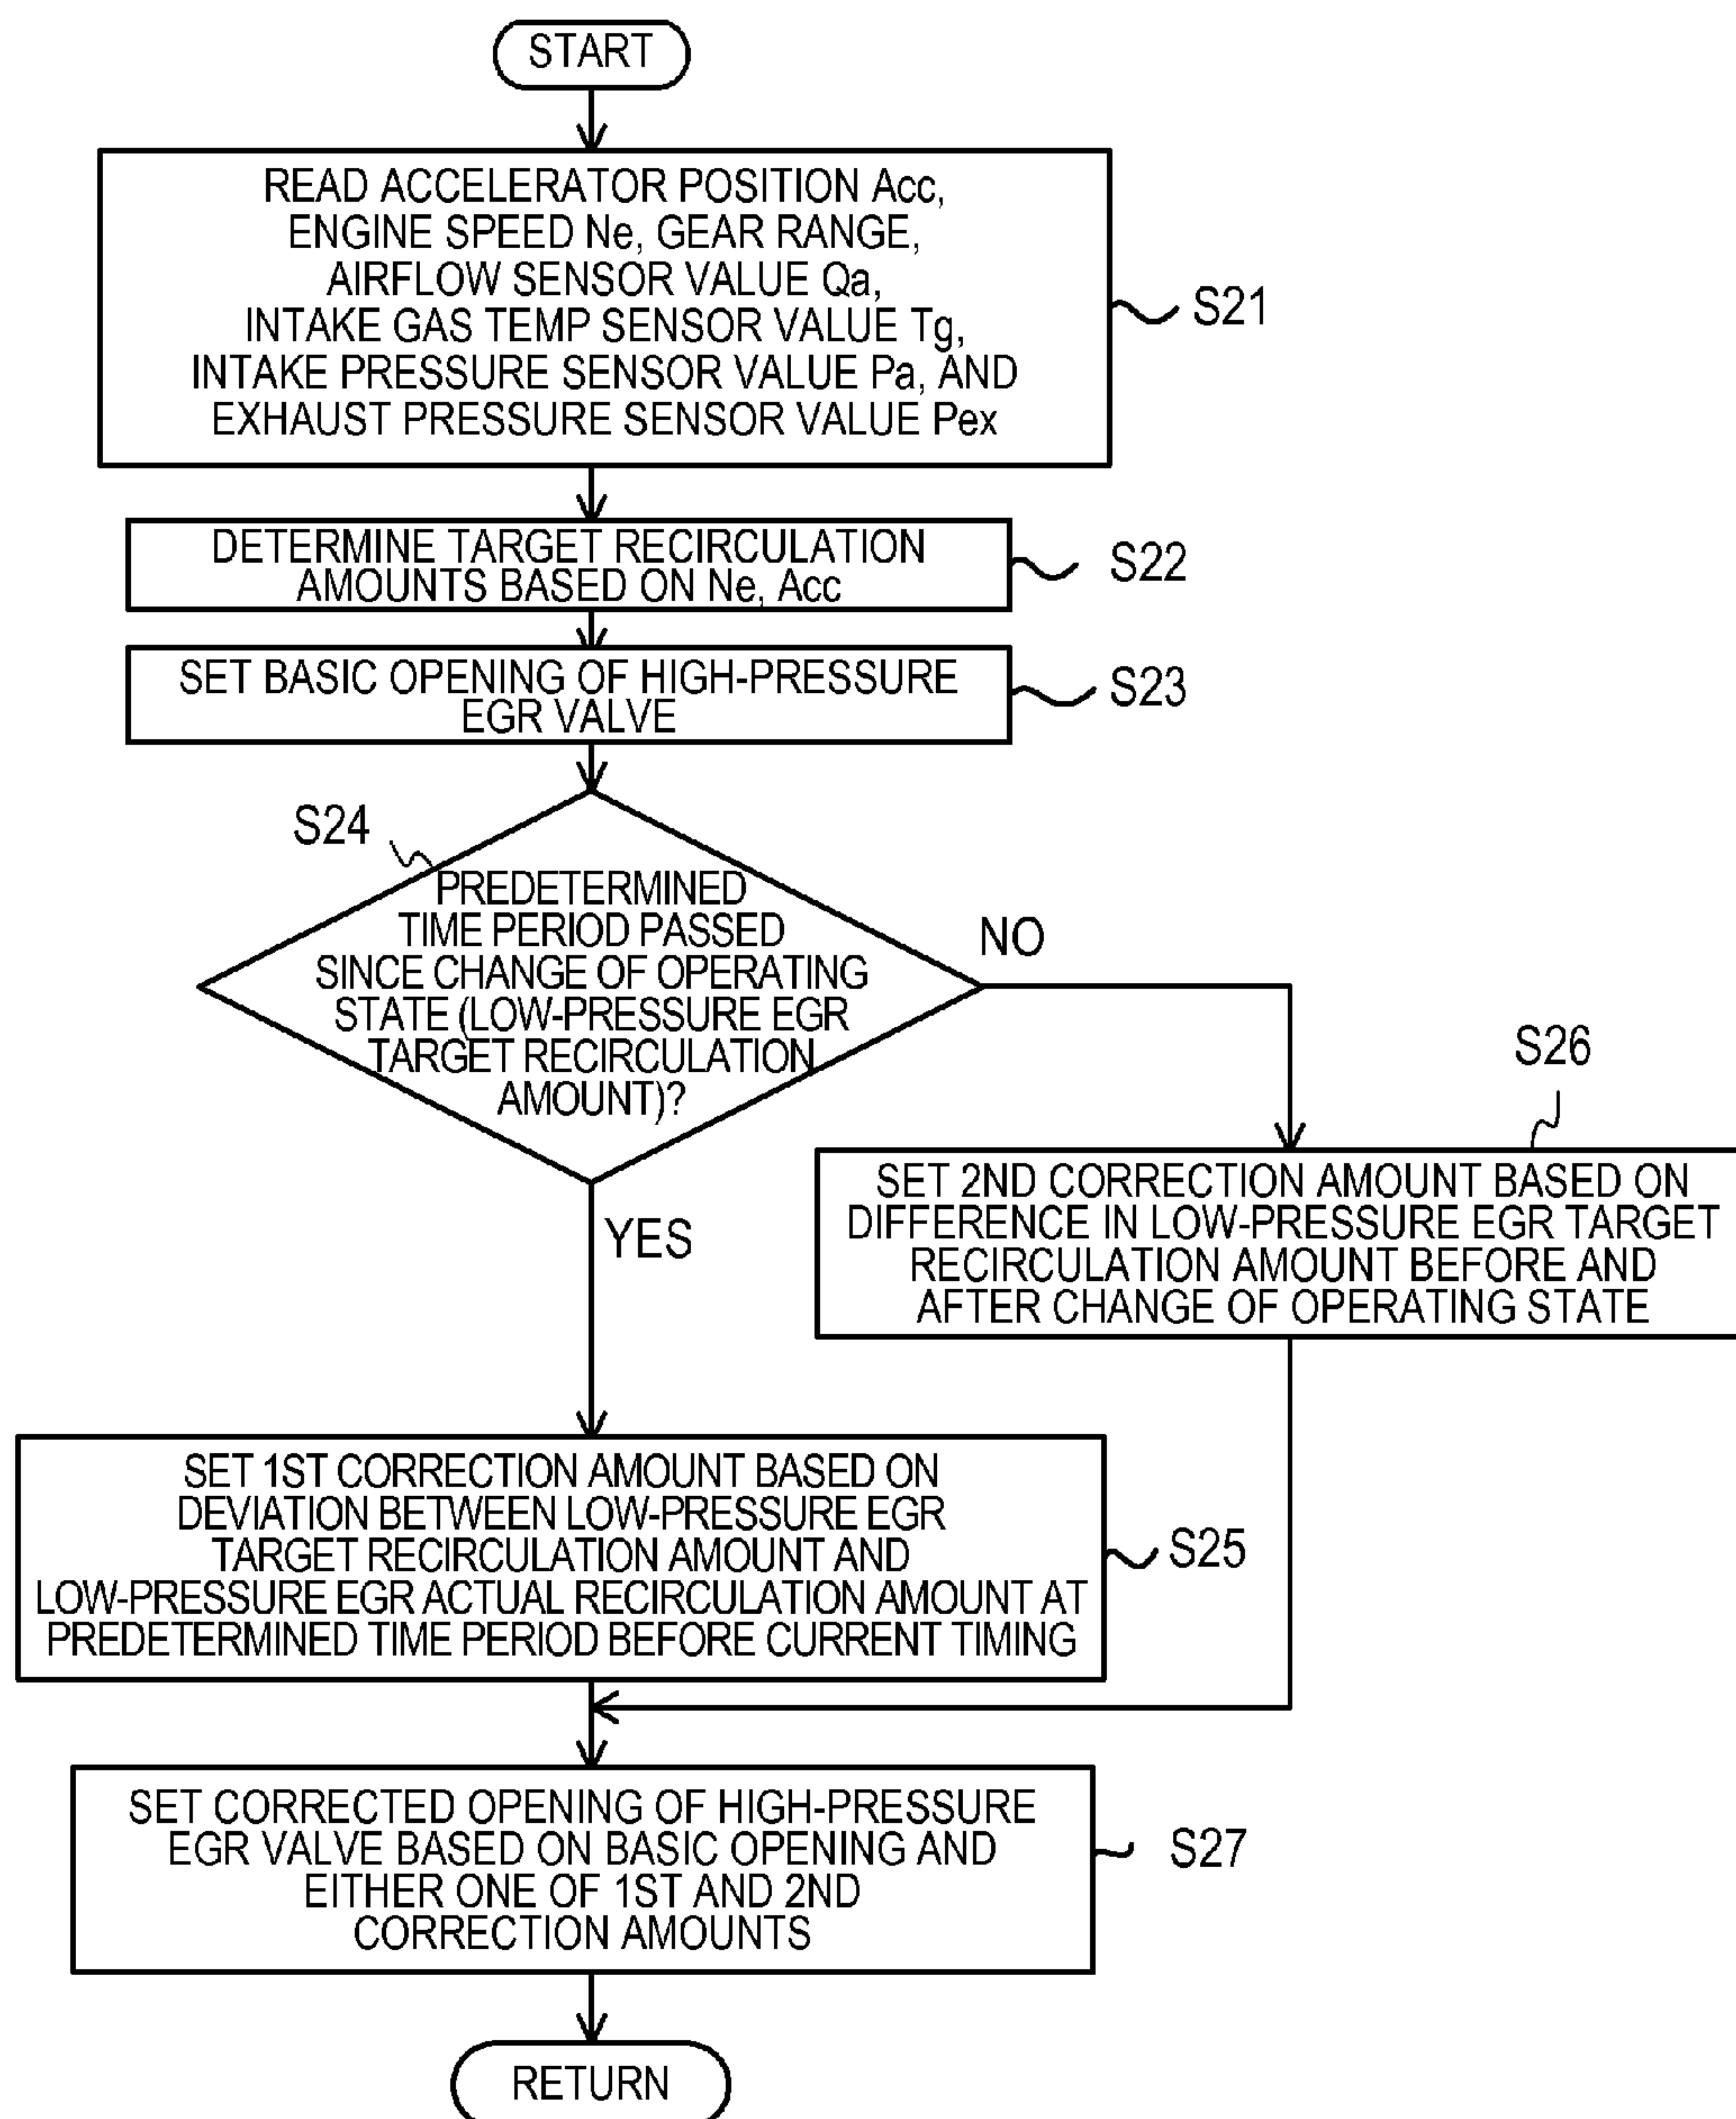 START
READ ACCELERATOR POSITION Acc,
ENGINE SPEED Ne, GEAR RANGE,
AIRFLOW SENSOR VALUE Qa,
INTAKE GAS TEMP SENSOR VALUE Tg,
INTAKE PRESSURE SENSOR VALUE Pa, AND
EXHAUST PRESSURE SENSOR VALUE Pex
S21
DETERMINE TARGET RECIRCULATION
AMOUNTS BASED ON Ne, Acc
S22
SET BASIC OPENING OF HIGH-PRESSURE
EGR VALVE
S23
S24
PREDETERMINED
TIME PERIOD PASSED
SINCE CHANGE OF OPERATING
STATE (LOW-PRESSURE EGR
TARGET RECIRCULATION
AMOUNT)?
NO
YES
S26
SET 2ND CORRECTION AMOUNT BASED ON
DIFFERENCE IN LOW-PRESSURE EGR TARGET
RECIRCULATION AMOUNT BEFORE AND
AFTER CHANGE OF OPERATING STATE
SET 1ST CORRECTION AMOUNT BASED ON
DEVIATION BETWEEN LOW-PRESSURE EGR
TARGET RECIRCULATION AMOUNT AND
LOW-PRESSURE EGR ACTUAL RECIRCULATION AMOUNT AT
PREDETERMINED TIME PERIOD BEFORE CURRENT TIMING
S25
SET CORRECTED OPENING OF HIGH-PRESSURE
EGR VALVE BASED ON BASIC OPENING AND
EITHER ONE OF 1ST AND 2ND
CORRECTION AMOUNTS
S27
RETURN